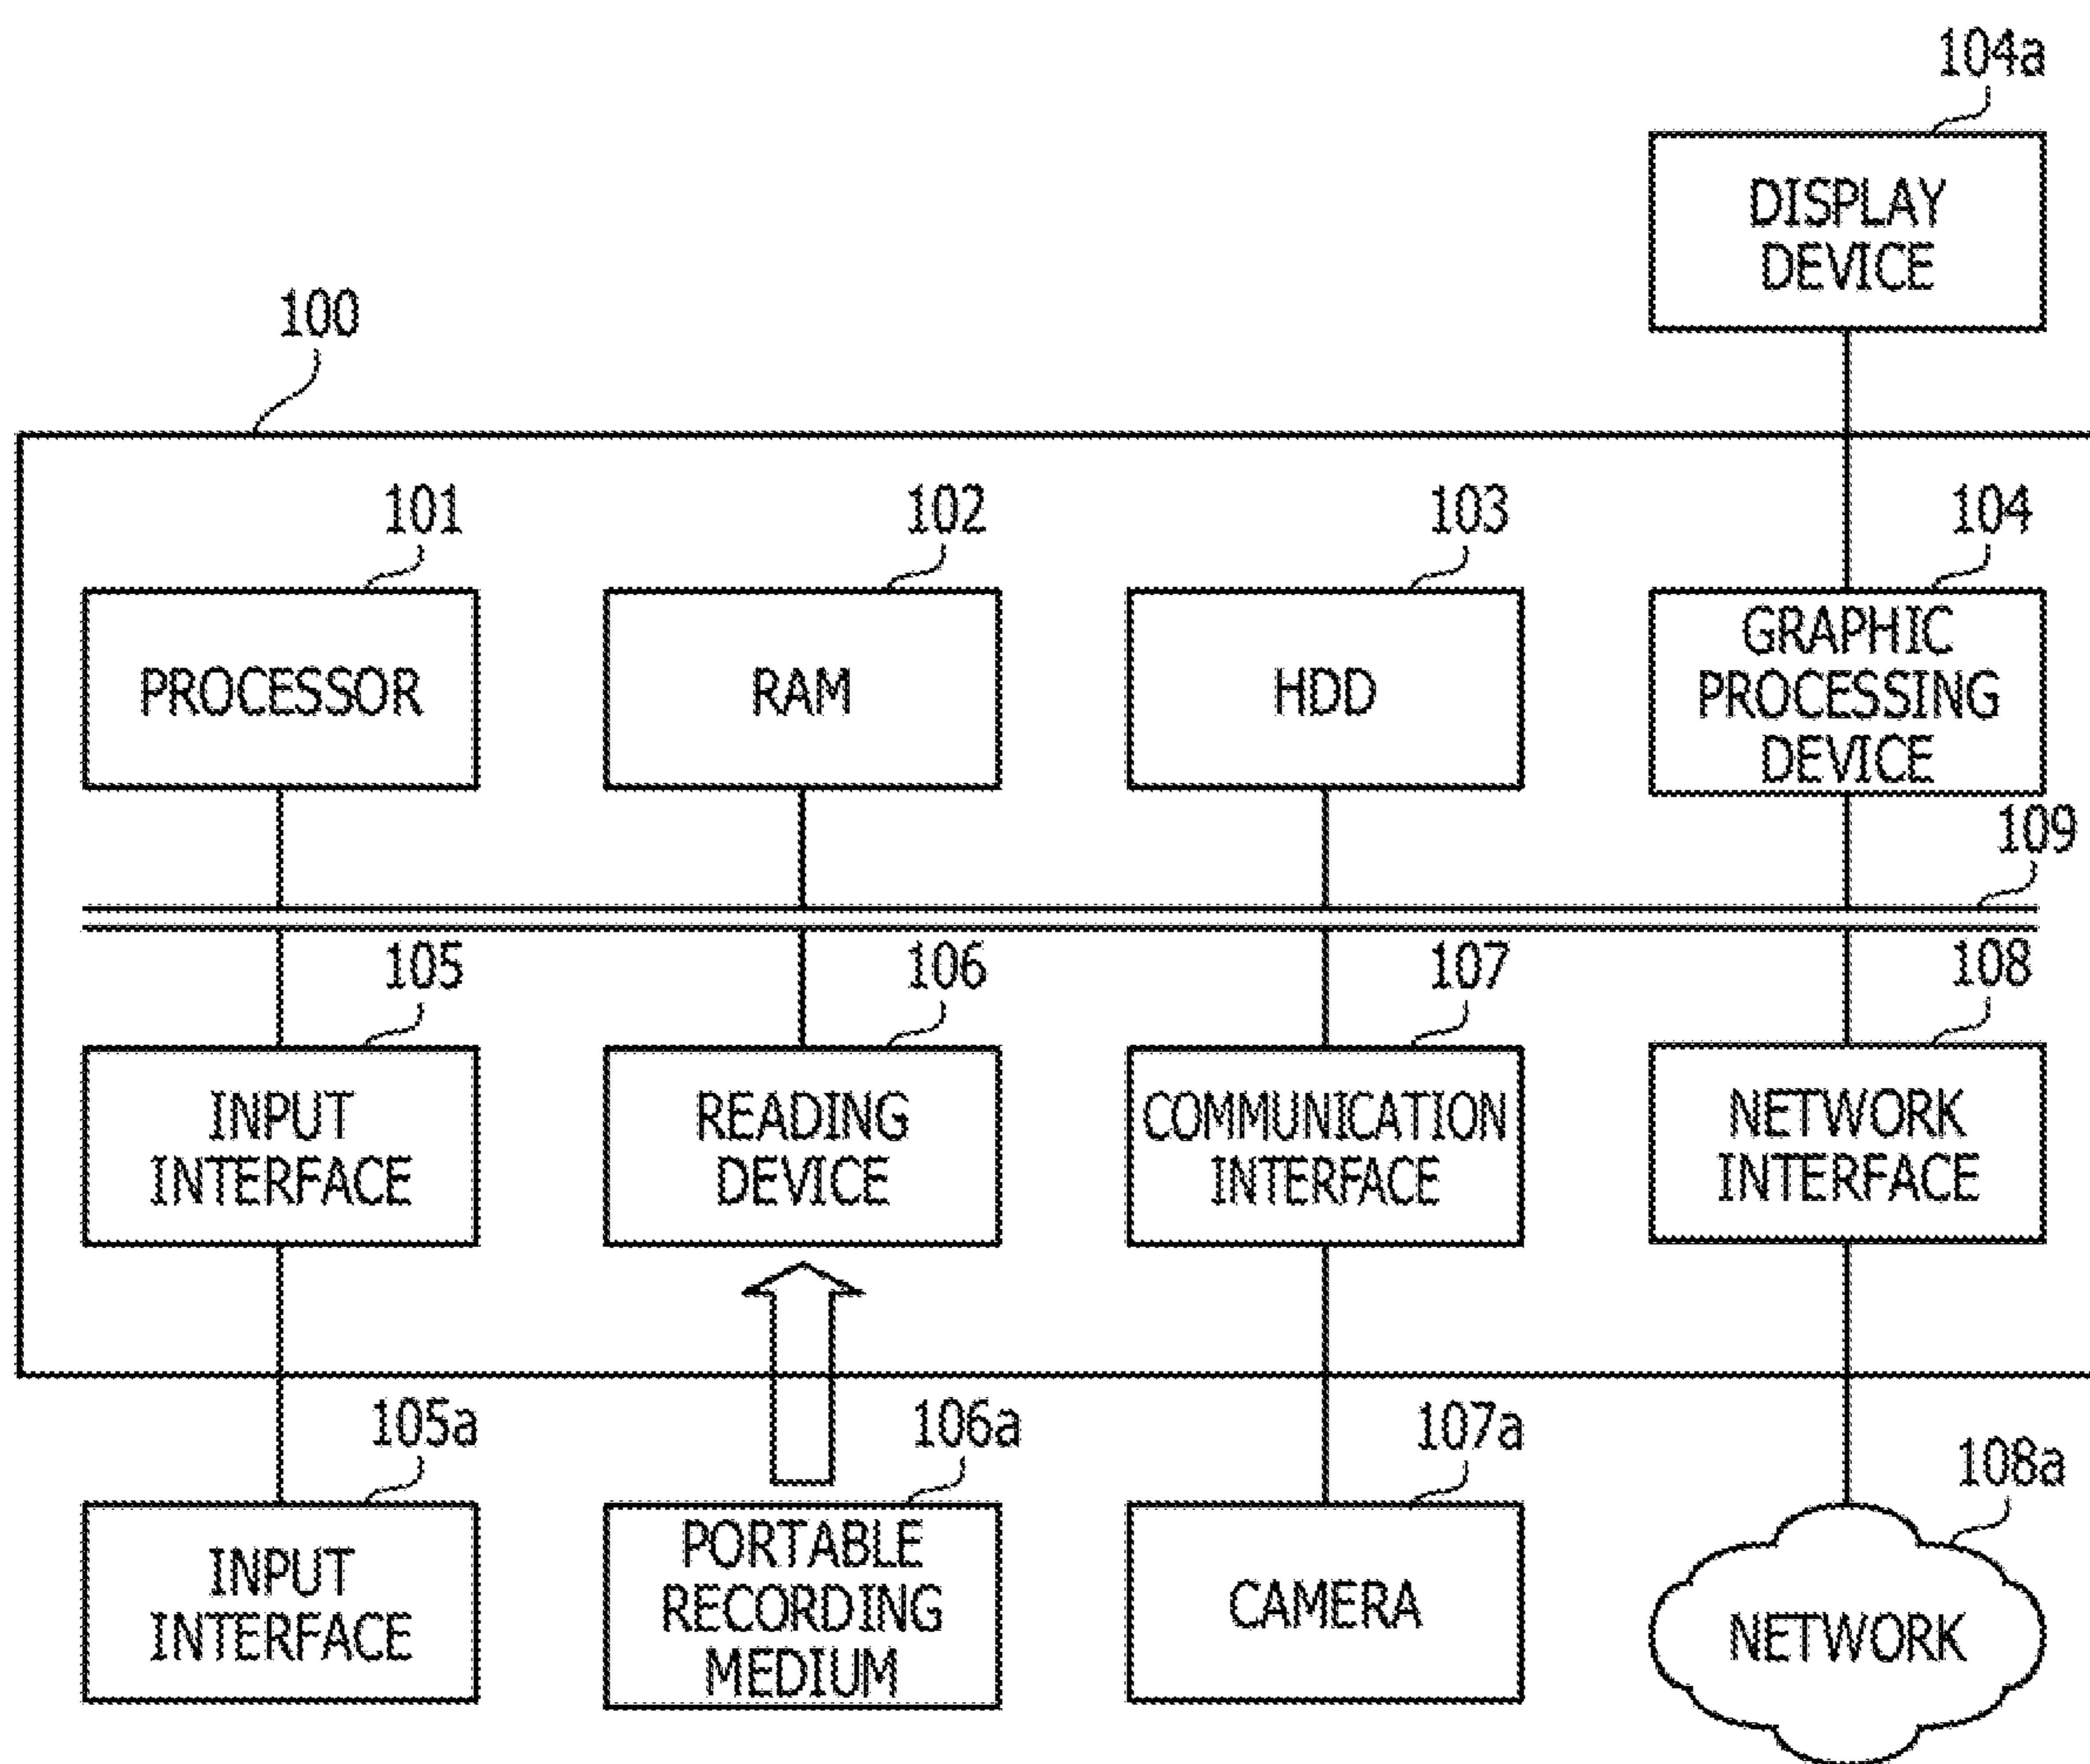 104a
DISPLAY
DEVICE
100
101
102
103
104
PROCESSOR
RAM
HDD
GRAPHIC
PROCESSING
DEVICE
109
105
106
107
108
INPUT
INTERFACE
READING
DEVICE
COMMUNICATION
INTERFACE
NETWORK
INTERFACE
105a
106a
107a
108a
INPUT
INTERFACE
PORTABLE
RECORDING
MEDIUM
CAMERA
NETWORK